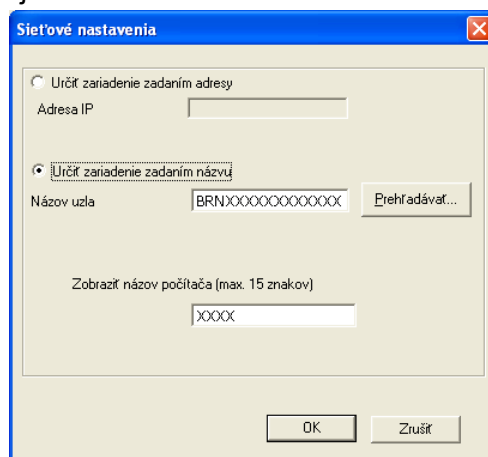 Sieťové nastavenia
Určiť zariadenie zadaním adresy
Adresa IP
Určiť zariadenie zadaním názvu
Názov uzla BRNXXXXXXXXXXXX Prehľadávať...
Zobraziť názov počítača (max. 15 znakov)
XXXX
OK Zrušiť